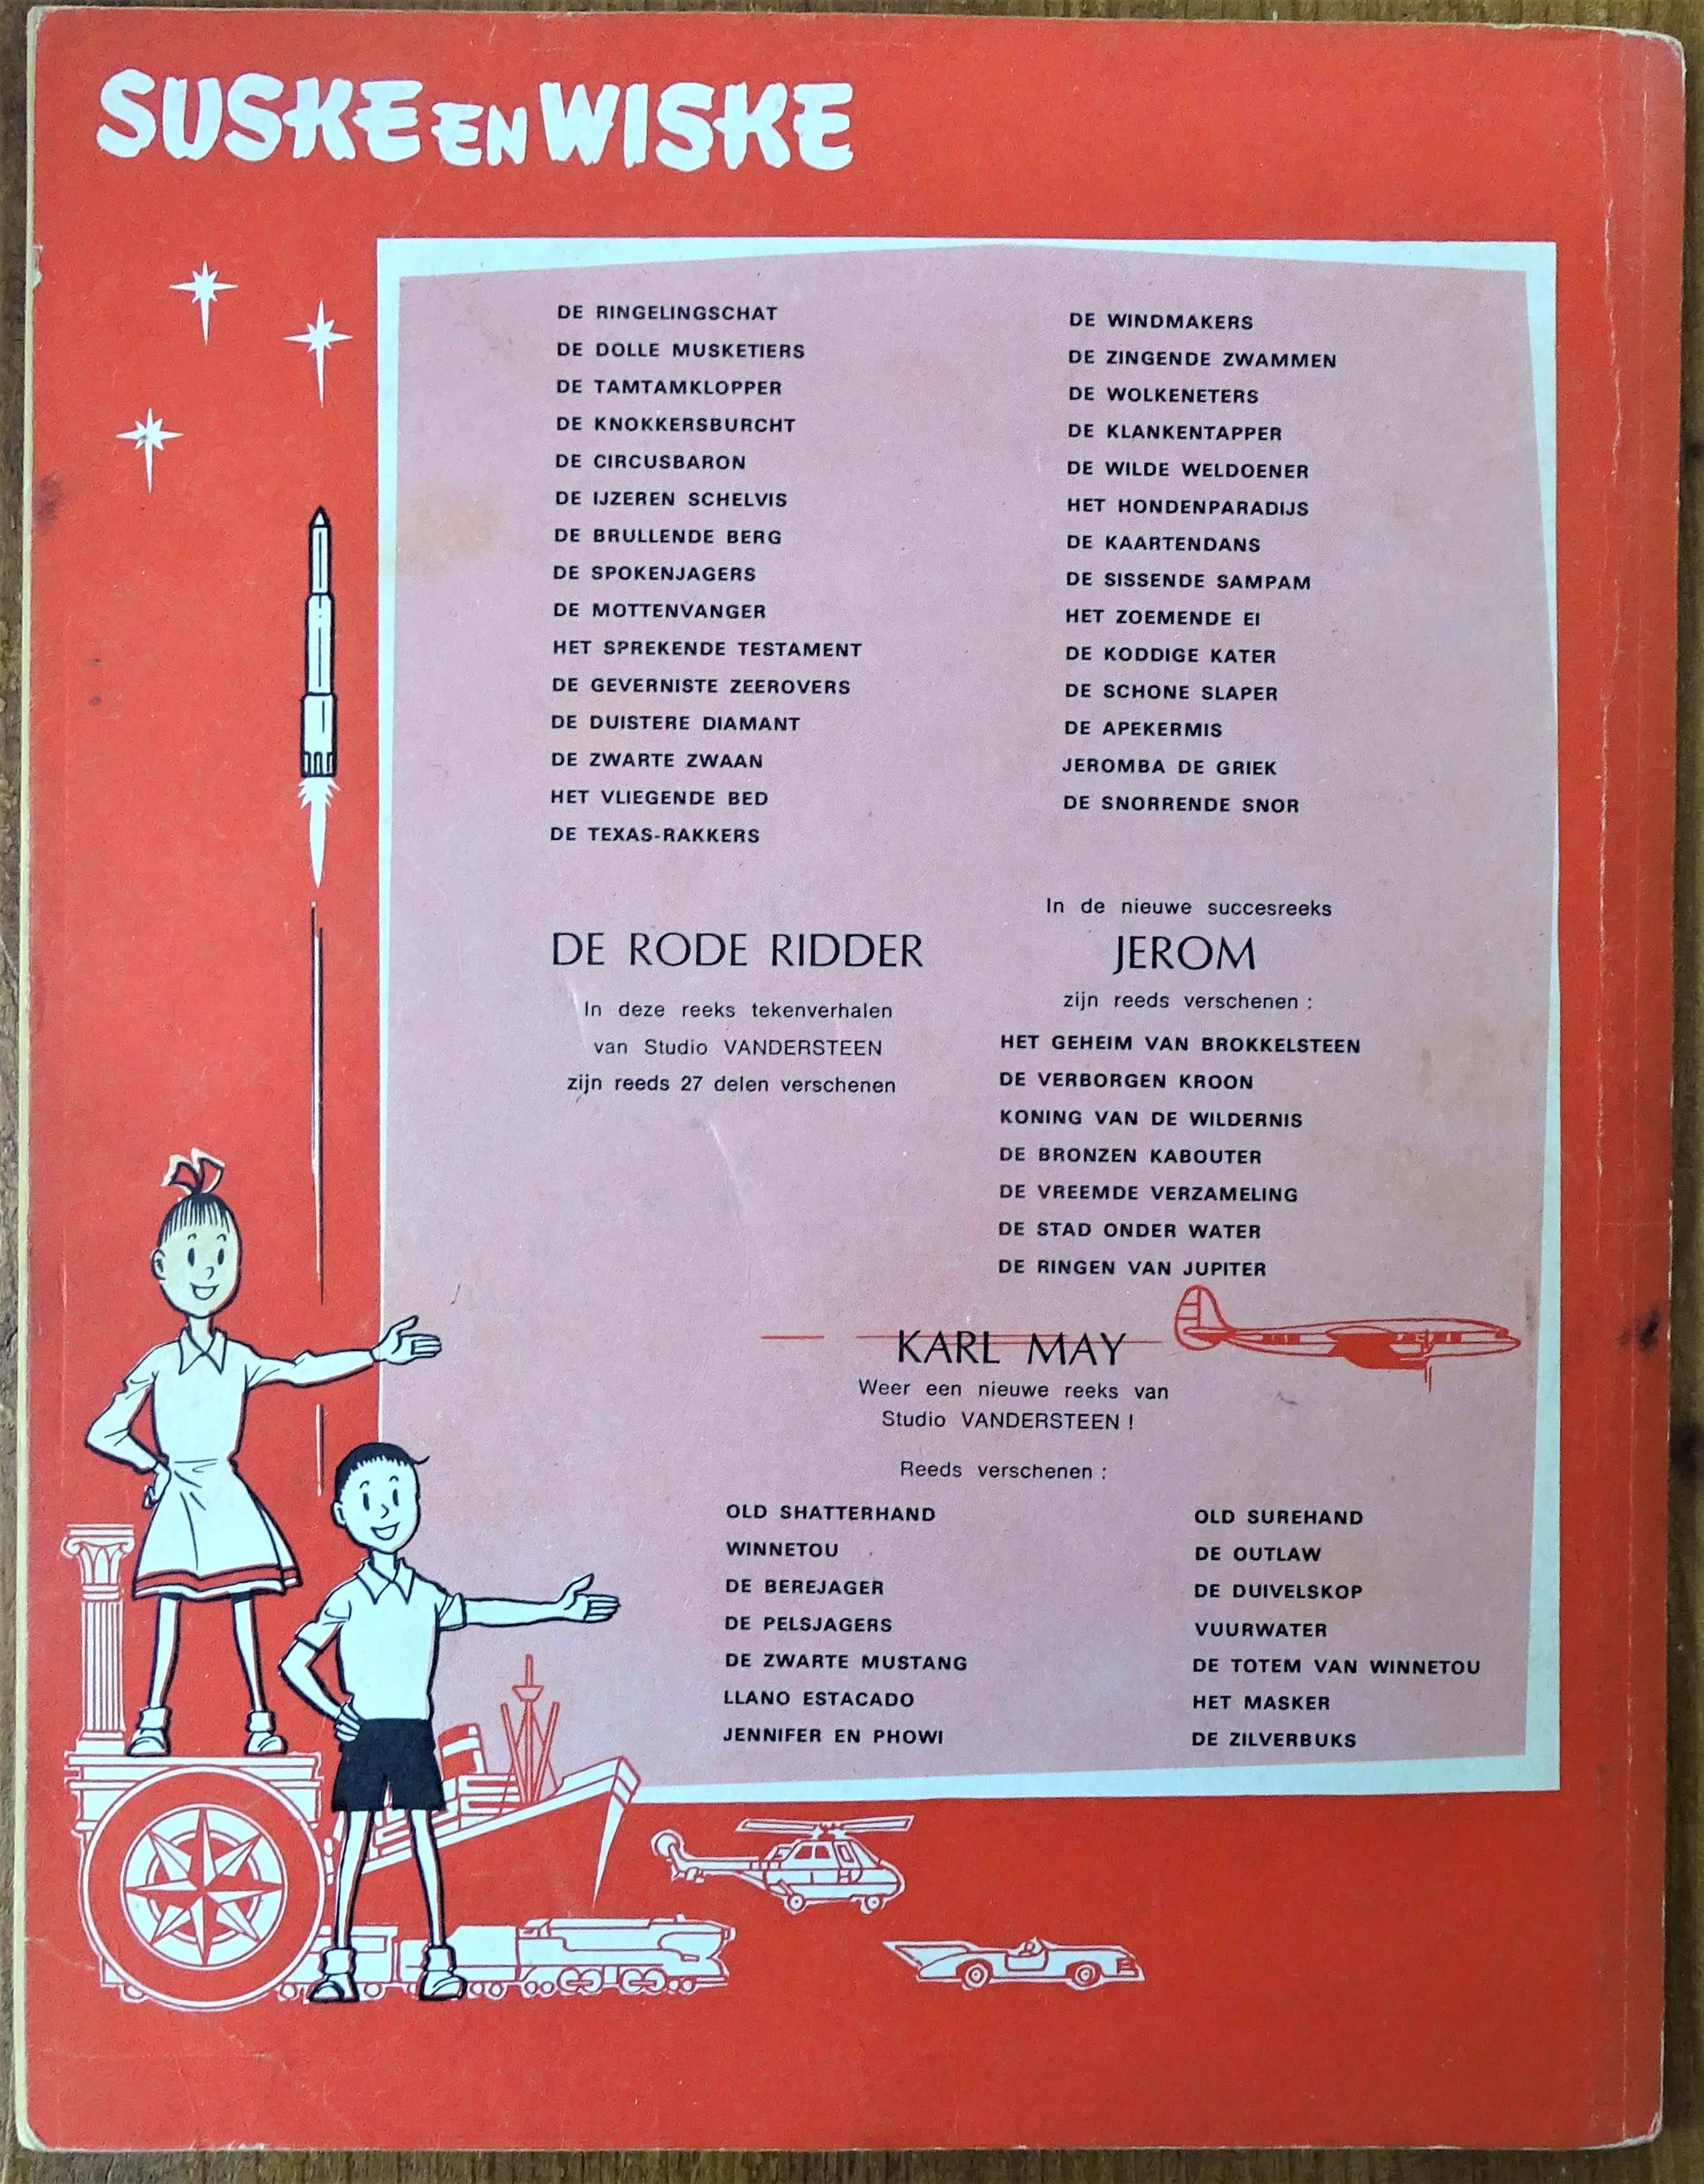 SUSKE EN WISKE
DE RINGELINGSCHAT
DE DOLLE MUSKETIERS
DE TAMTAMKLOPPER
DE KNOKKERSBURCHT
DE CIRCUSBARON
DE IJZEREN SCHELVIS
DE BRULLENDE BERG
DE SPOKENJAGERS
DE MOTTENVANGER
HET SPREKENDE TESTAMENT
DE GEVERNISTE ZEEROVERS
DE DUISTERE DIAMANT
DE ZWARTE ZWAAN
HET VLIEGENDE BED
DE TEXAS-RAKKERS
DE WINDMAKERS
DE ZINGENDE ZWAMMEN
DE WOLKENETERS
DE KLANKENTAPPER
DE WILDE WELDOENER
HET HONDENPARADIJS
DE KAARTENDANS
DE SISSENDE SAMPAM
HET ZOEMENDE EI
DE KODDIGE KATER
DE SCHONE SLAPER
DE APEKERMIS
JEROMBA DE GRIEK
DE SNORRENDE SNOR
DE RODE RIDDER
In deze reeks tekenverhalen
van Studio VANDERSTEEN
zijn reeds 27 delen verschenen
In de nieuwe succesreeks
JEROM
zijn reeds verschenen :
HET GEHEIM VAN BROKKELSTEEN
DE VERBORGEN KROON
KONING VAN DE WILDERNIS
DE BRONZEN KABOUTER
DE VREEMDE VERZAMELING
DE STAD ONDER WATER
DE RINGEN VAN JUPITER
KARL MAY
Weer een nieuwe reeks van
Studio VANDERSTEEN !
Reeds verschenen :
OLD SHATTERHAND
WINNETOU
DE BEREJAGER
DE PELSJAGERS
DE ZWARTE MUSTANG
LLANO ESTACADO
JENNIFER EN PHOWI
OLD SUREHAND
DE OUTLAW
DE DUIVELSKOP
VUURWATER
DE TOTEM VAN WINNETOU
HET MASKER
DE ZILVERBUKS